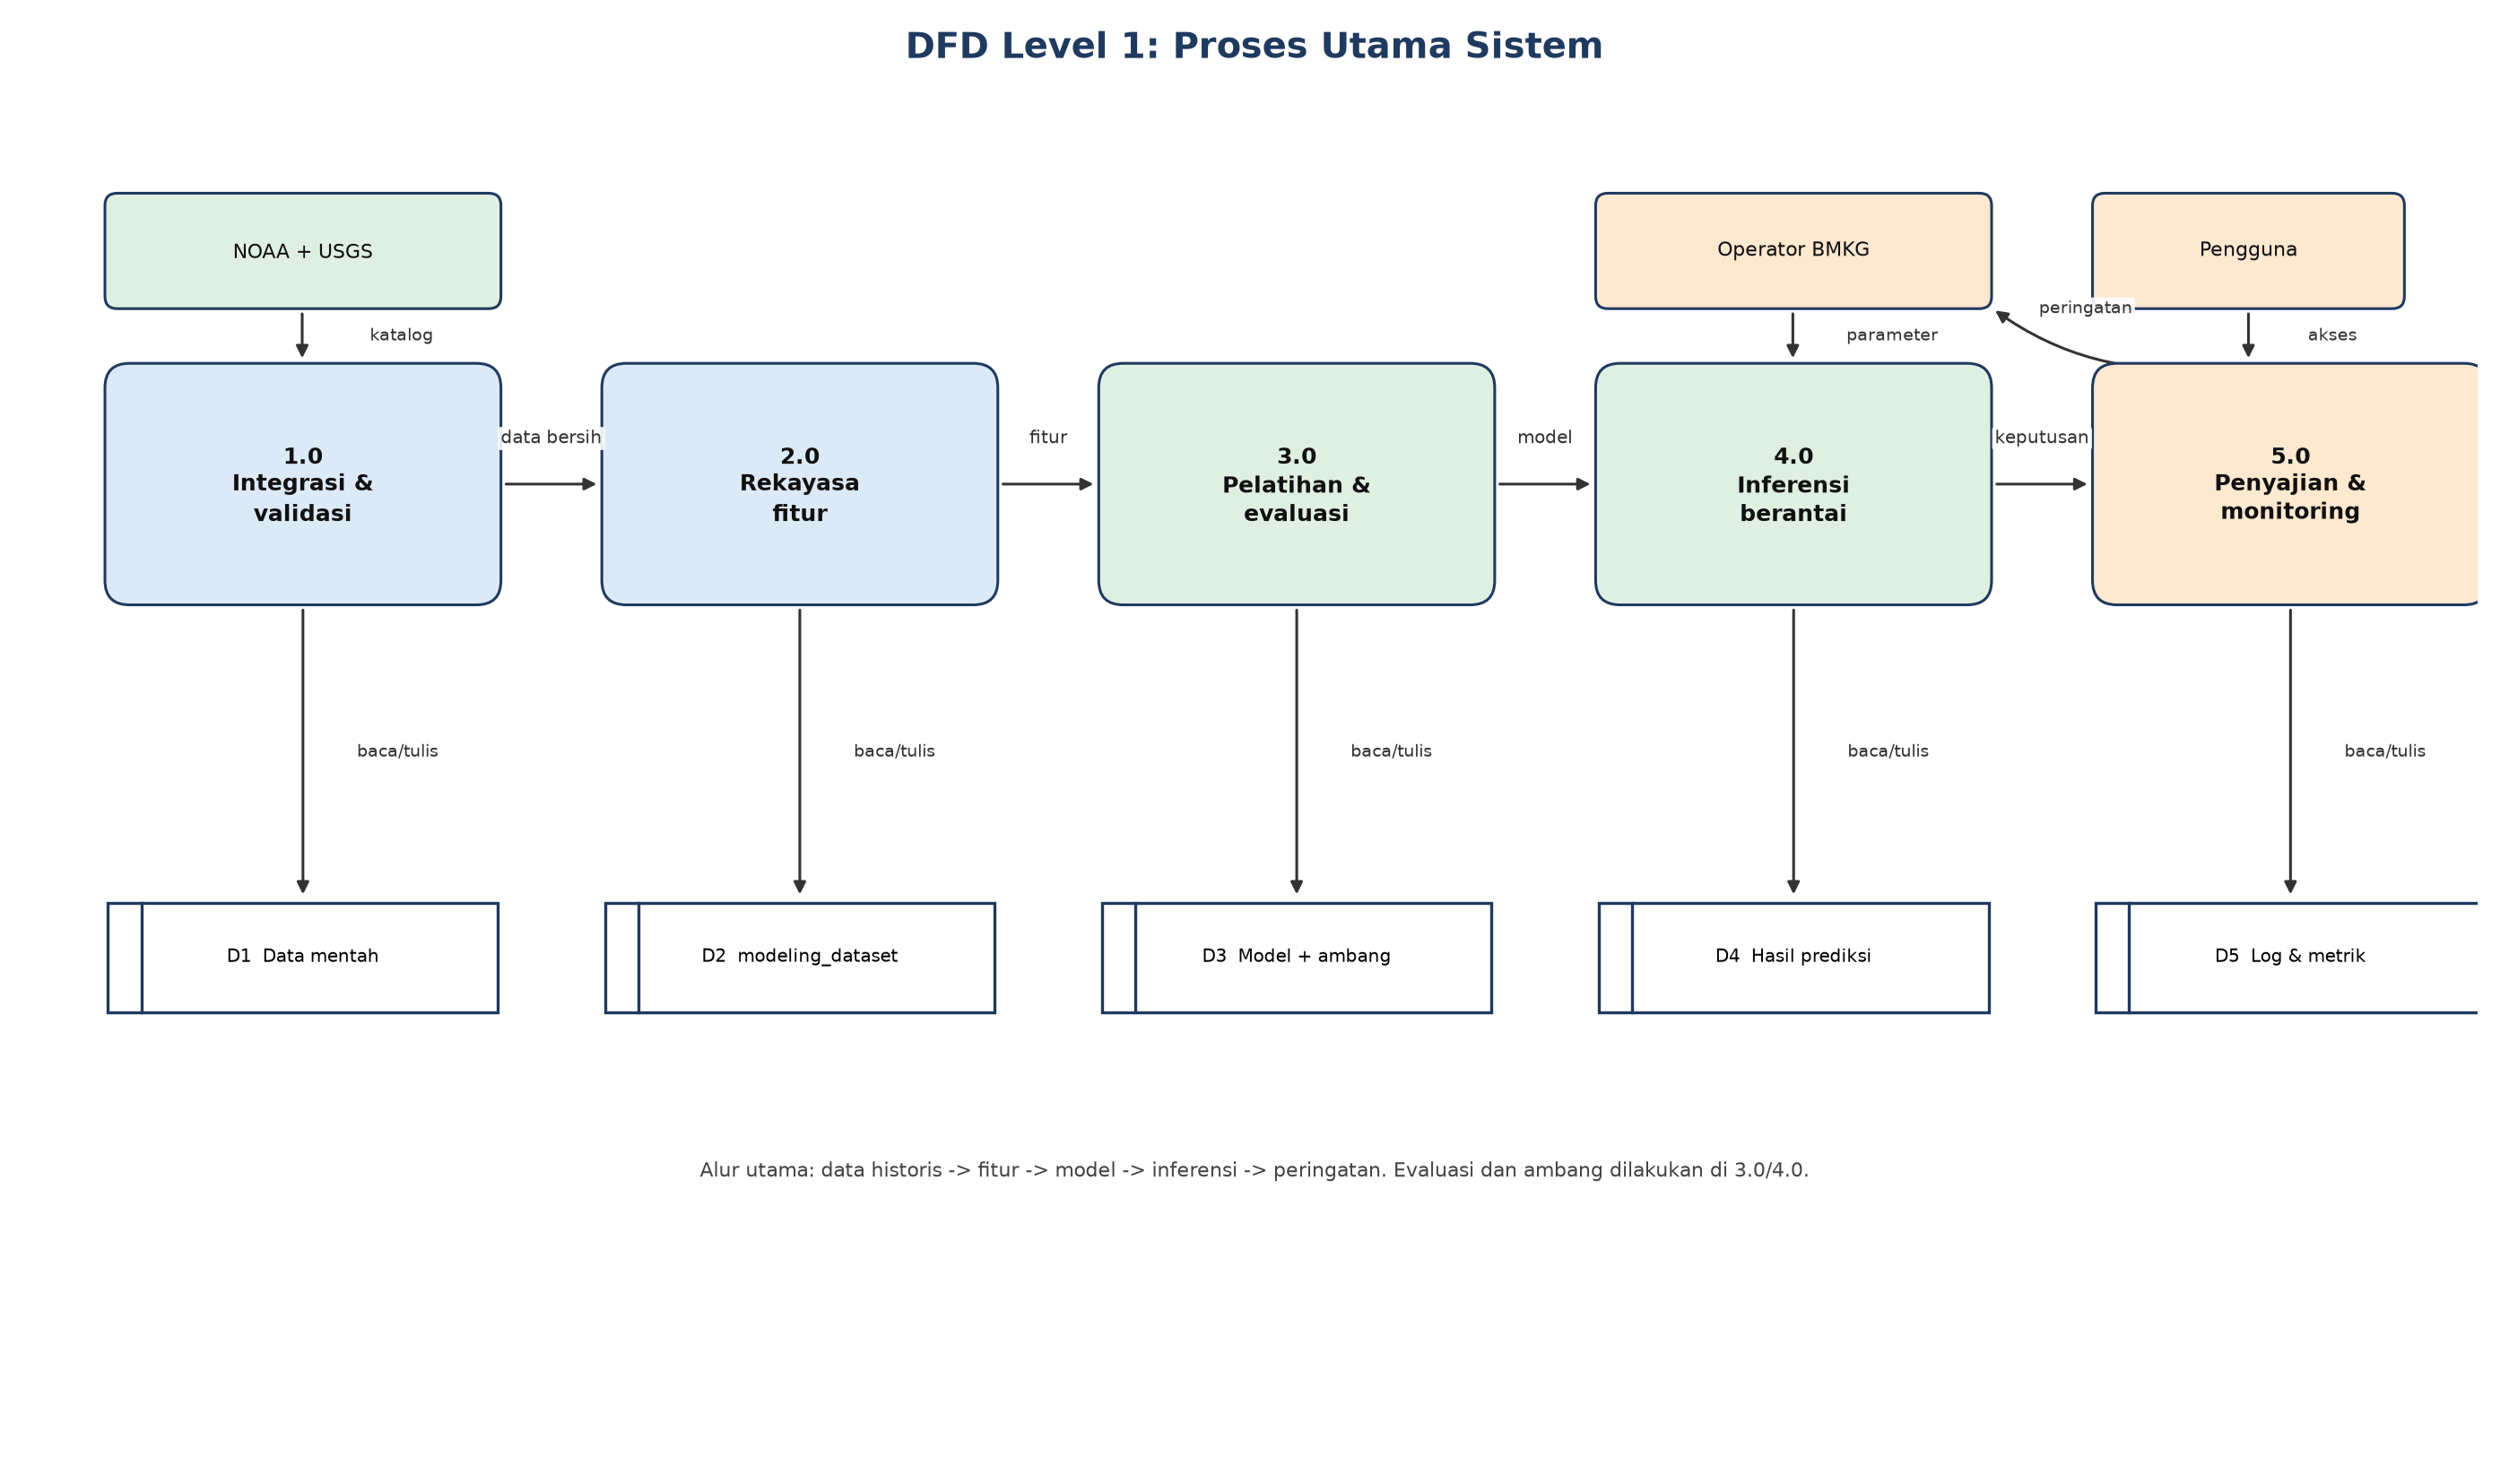 DFD Level 1: Proses Utama Sistem
NOAA + USGS
Operator BMKG
Pengguna
katalog
parameter
peringatan
akses
1.0
Integrasi &
validasi
data bersih
2.0
Rekayasa
fitur
fitur
3.0
Pelatihan &
evaluasi
model
4.0
Inferensi
berantai
keputusan
5.0
Penyajian &
monitoring
baca/tulis
baca/tulis
baca/tulis
baca/tulis
baca/tulis
D1  Data mentah
D2  modeling_dataset
D3  Model + ambang
D4  Hasil prediksi
D5  Log & metrik
Alur utama: data historis -> fitur -> model -> inferensi -> peringatan. Evaluasi dan ambang dilakukan di 3.0/4.0.